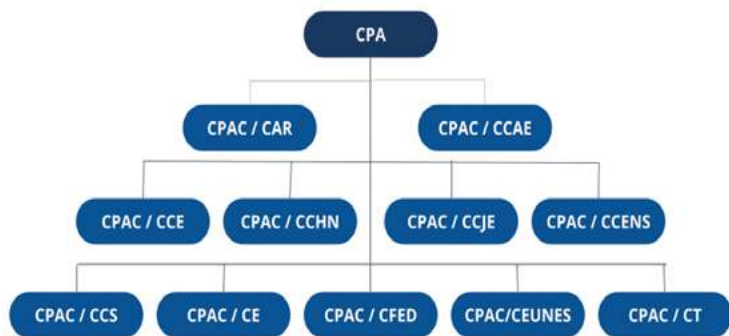 CPA
CPAC / CAR
CPAC / CCAE
CPAC / CCE
CPAC / CCHN
CPAC / CCJE
CPAC / CCENS
CPAC / CCS
CPAC / CE
CPAC / CFED
CPAC/CEUNES
CPAC / CT